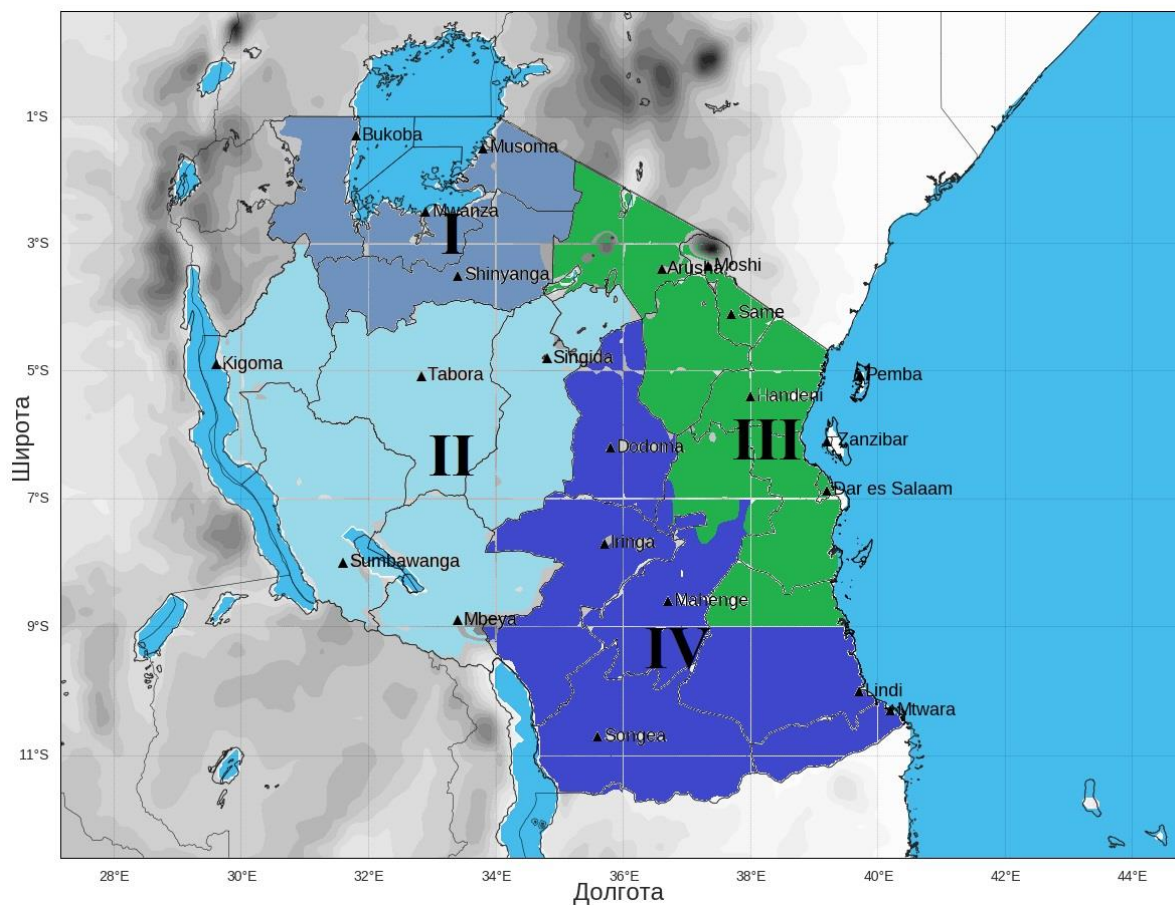 Широта
1°S
3°S
5°S
7°S
9°S
11°S
Bukoba
Musoma
Mwanza
I
Shinyanga
Arusha
Moshi
Same
Kigoma
Tabora
Singida
Pemba
Handeni
II
III
Dodoma
Zanzibar
Dar es Salaam
Iringa
Sumbawanga
Mahenge
Mbeya
IV
Lindi
Mtwara
Songea
28°E 30°E 32°E 34°E 36°E 38°E 40°E 42°E 44°E
Долгота